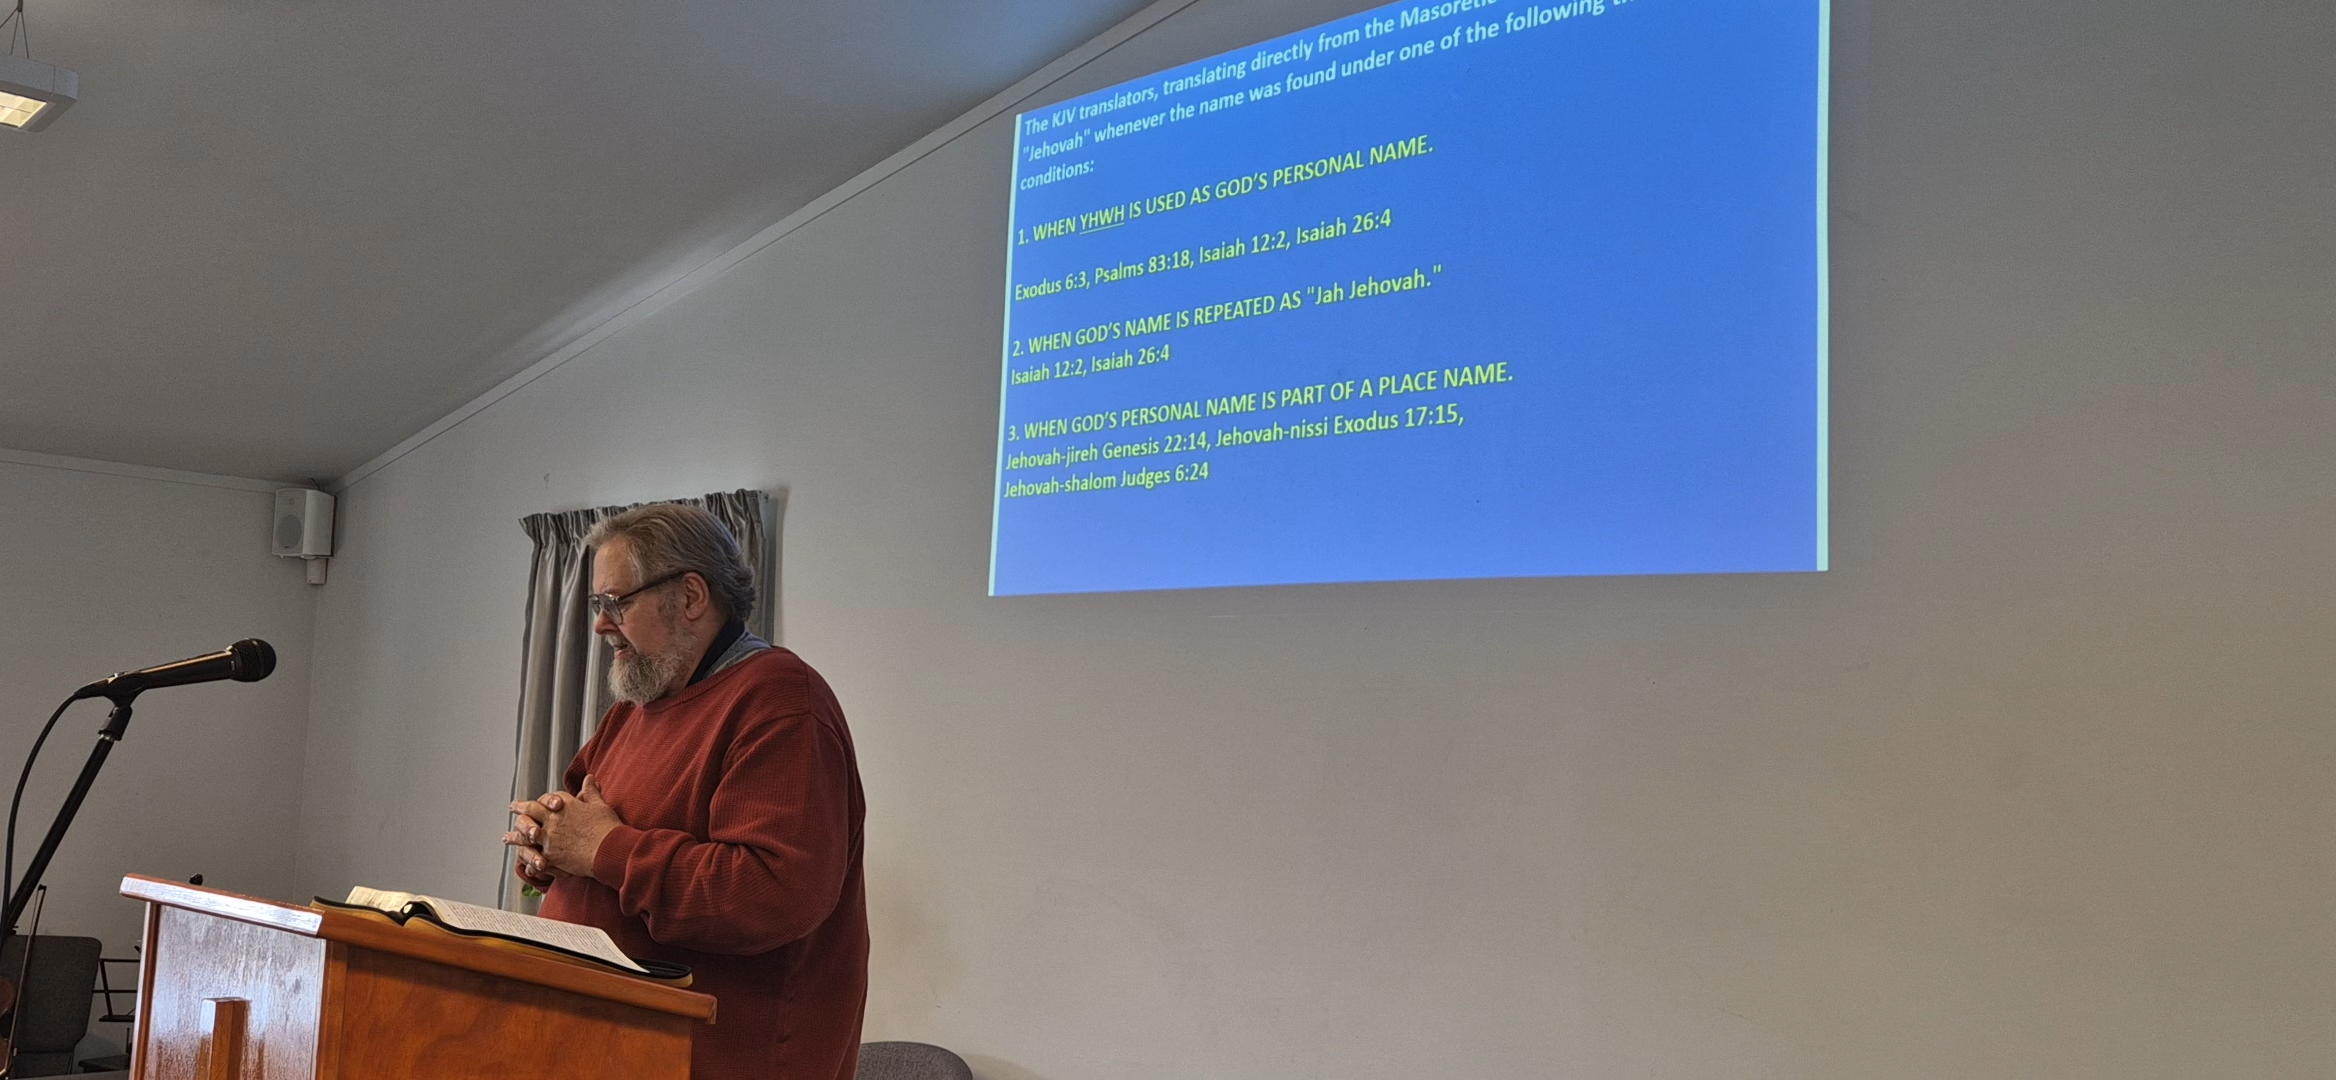 The KJV translators, translating directly from the Masoretic
"Jehovah" whenever the name was found under one of the following
conditions:
1. WHEN YHWH IS USED AS GOD'S PERSONAL NAME.
Exodus 6:3, Psalms 83:18, Isaiah 12:2, Isaiah 26:4
2. WHEN GOD'S NAME IS REPEATED AS "Jah Jehovah."
Isaiah 12:2, Isaiah 26:4
3. WHEN GOD'S PERSONAL NAME IS PART OF A PLACE NAME.
Jehovah-jireh Genesis 22:14, Jehovah-nissi Exodus 17:15,
Jehovah-shalom Judges 6:24